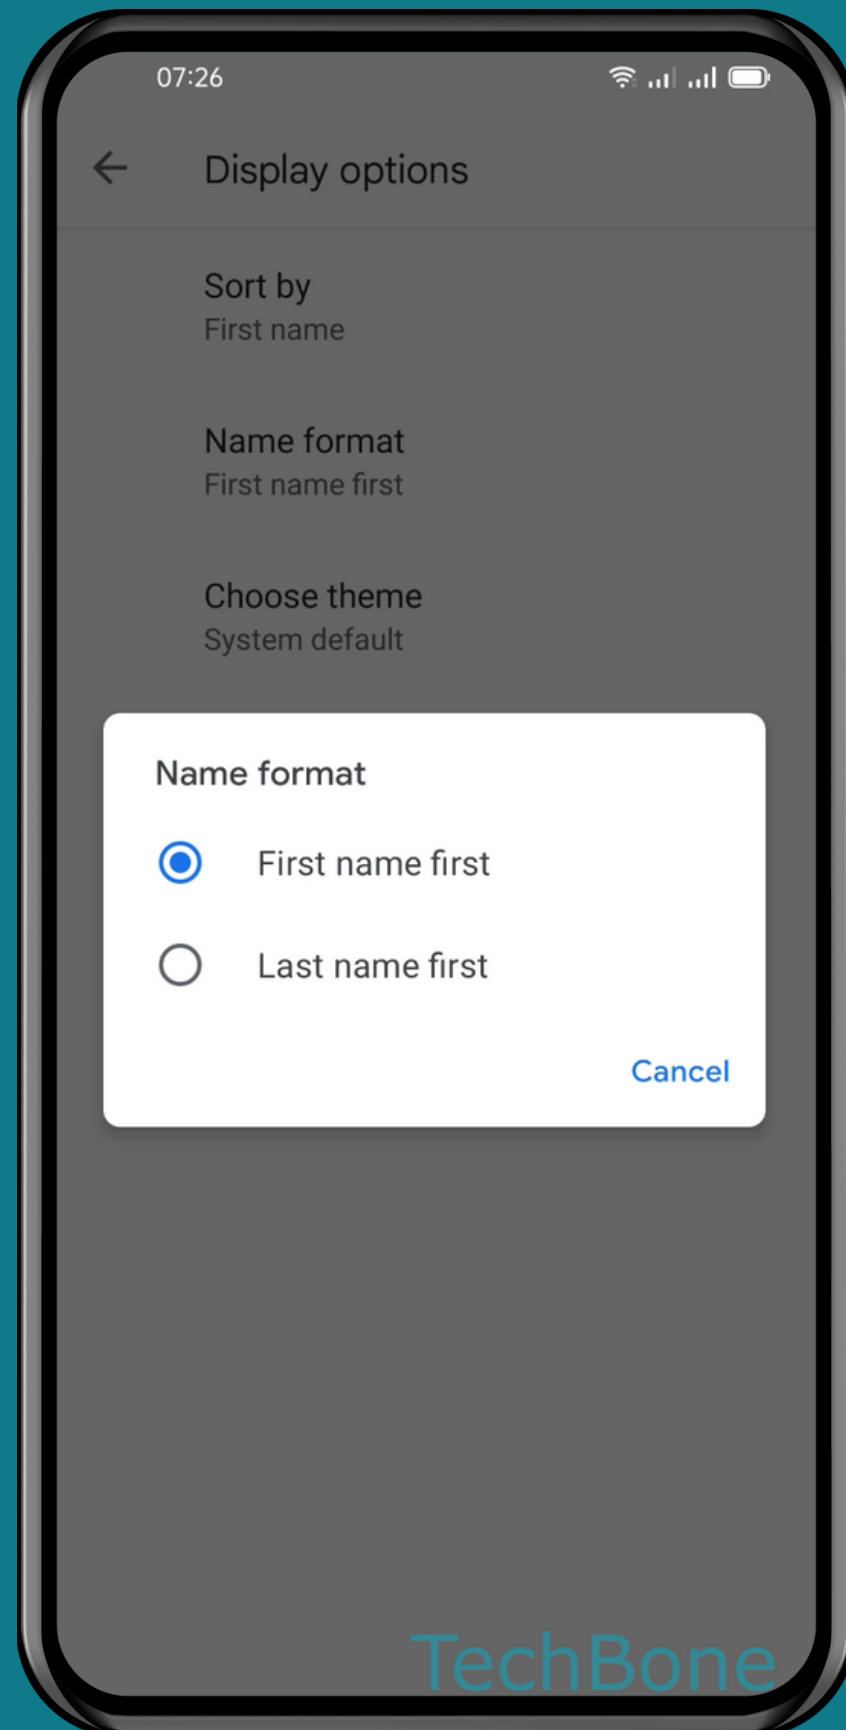 07:26
Display options
Sort by
First name
Name format
First name first
Choose theme
System default
Name format
First name first
Last name first
Cancel
TechBone